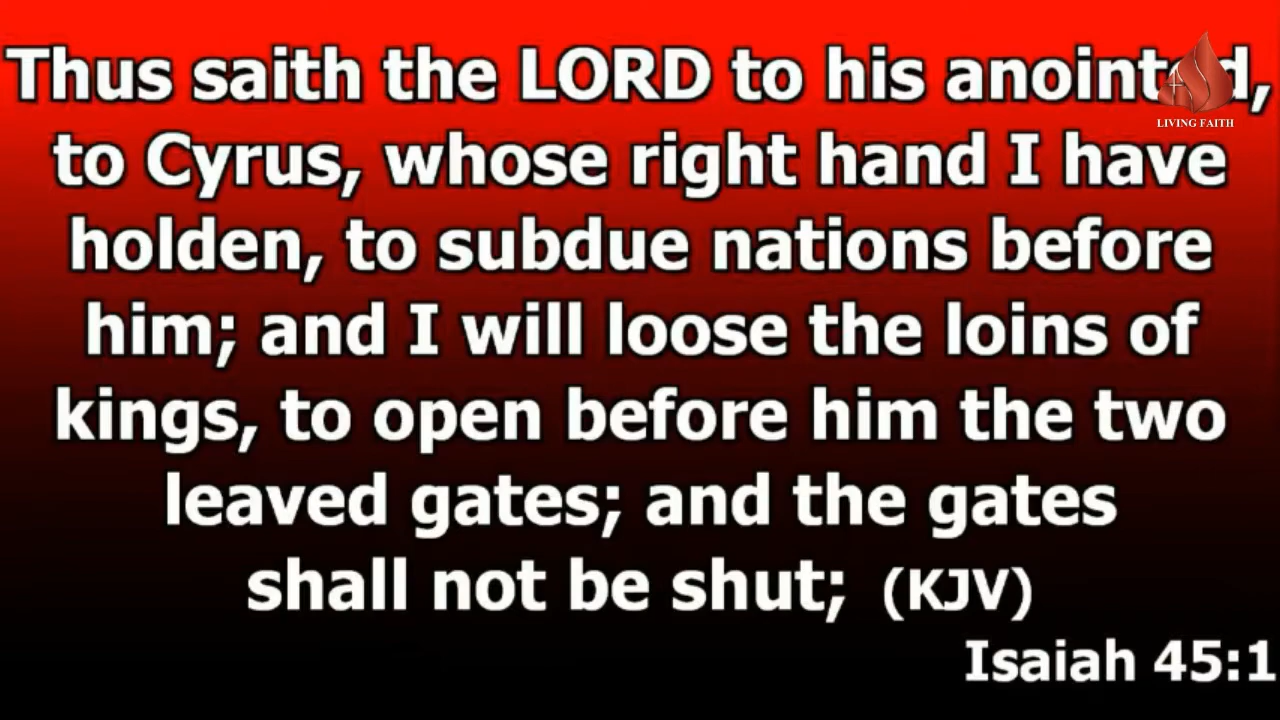 Thus saith the LORD to his anointed,
LIVING FAITH
to Cyrus, whose right hand I have
holden, to subdue nations before
him; and I will loose the loins of
kings, to open before him the two
leaved gates; and the gates
shall not be shut; (KJV)
Isaiah 45:1